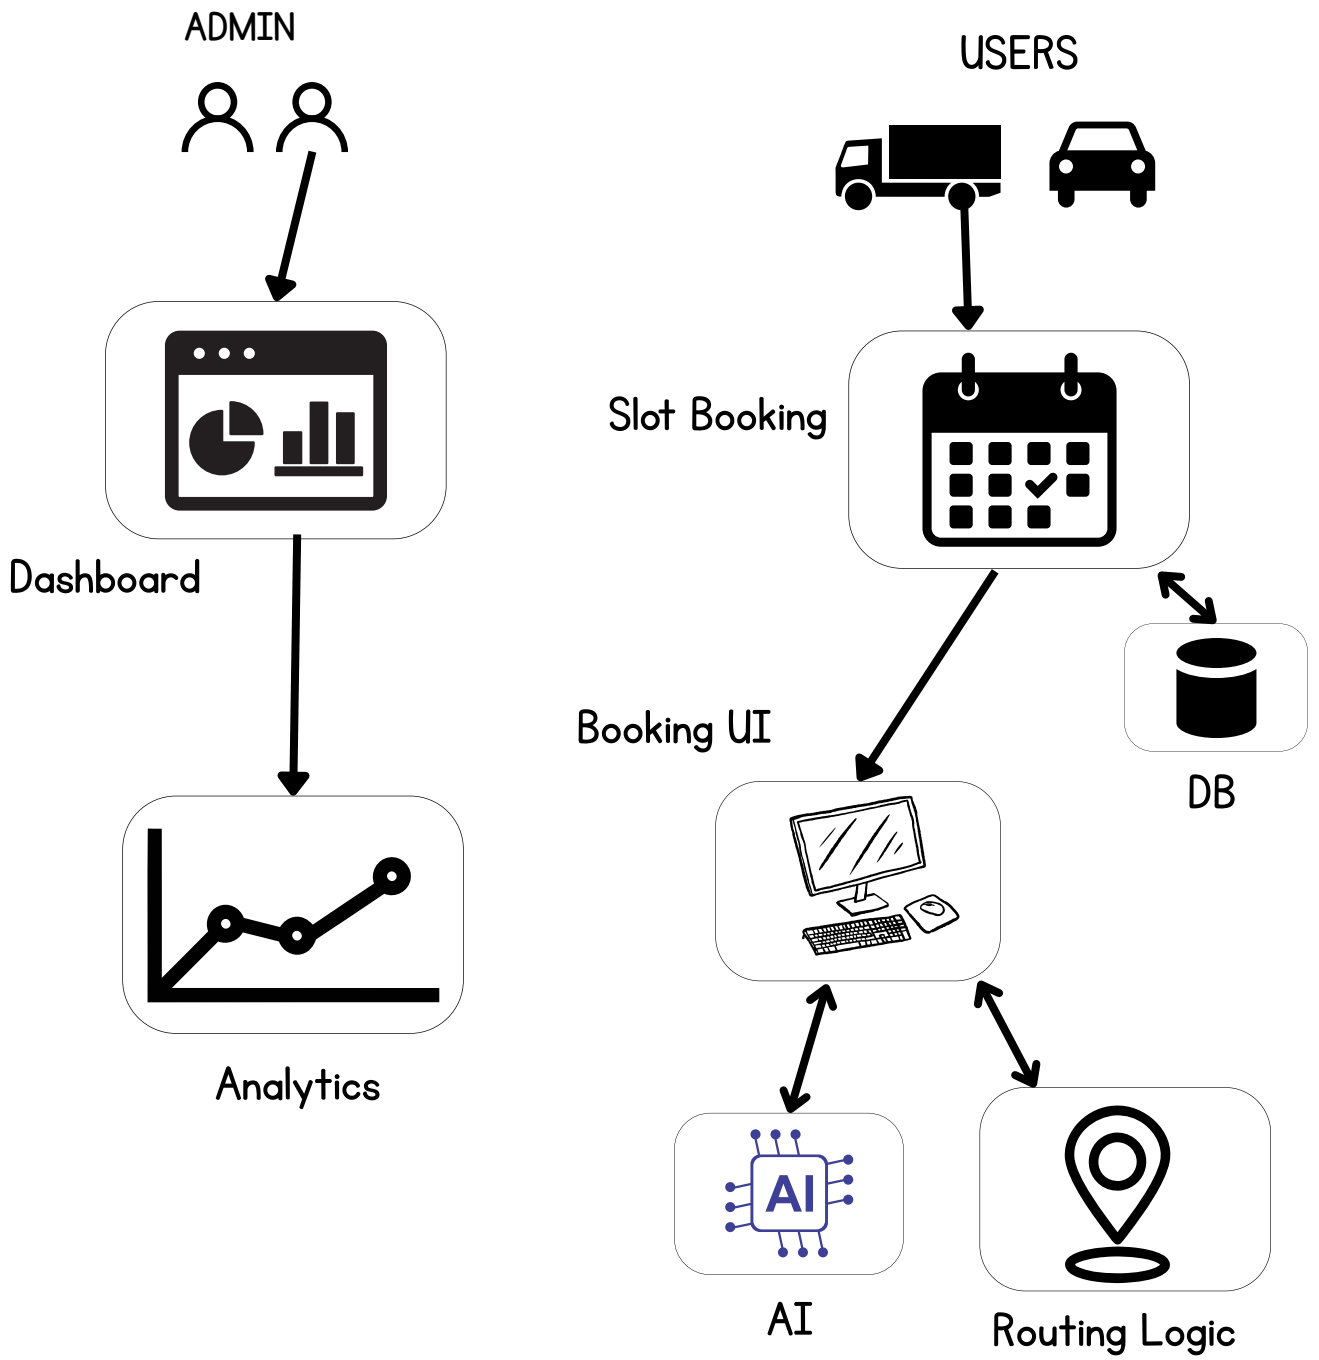 ADMIN
USERS
Slot Booking
Dashboard
Booking UI
DB
Analytics
AI
AI
Routing Logic